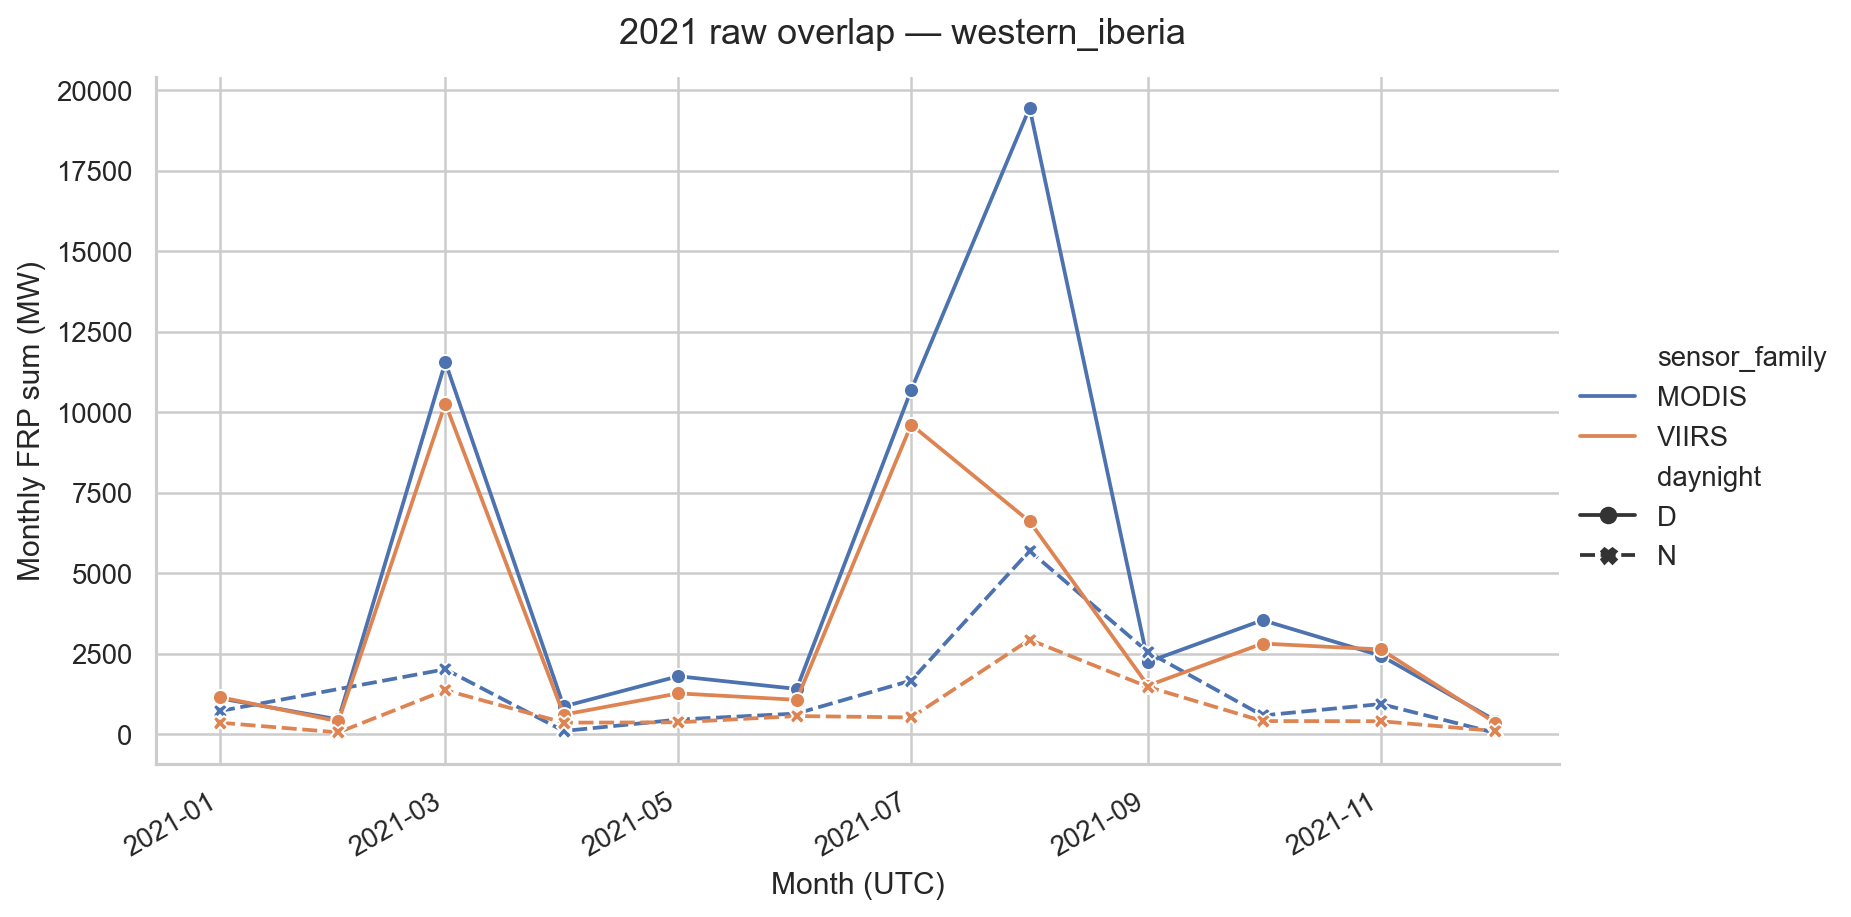 2021 raw overlap — western_iberia
Monthly FRP sum (MW)
20000
17500
15000
12500
10000
7500
5000
2500
0
2021-01
2021-03
2021-05
2021-07
2021-09
2021-11
Month (UTC)
sensor_family
MODIS
VIIRS
daynight
D
N